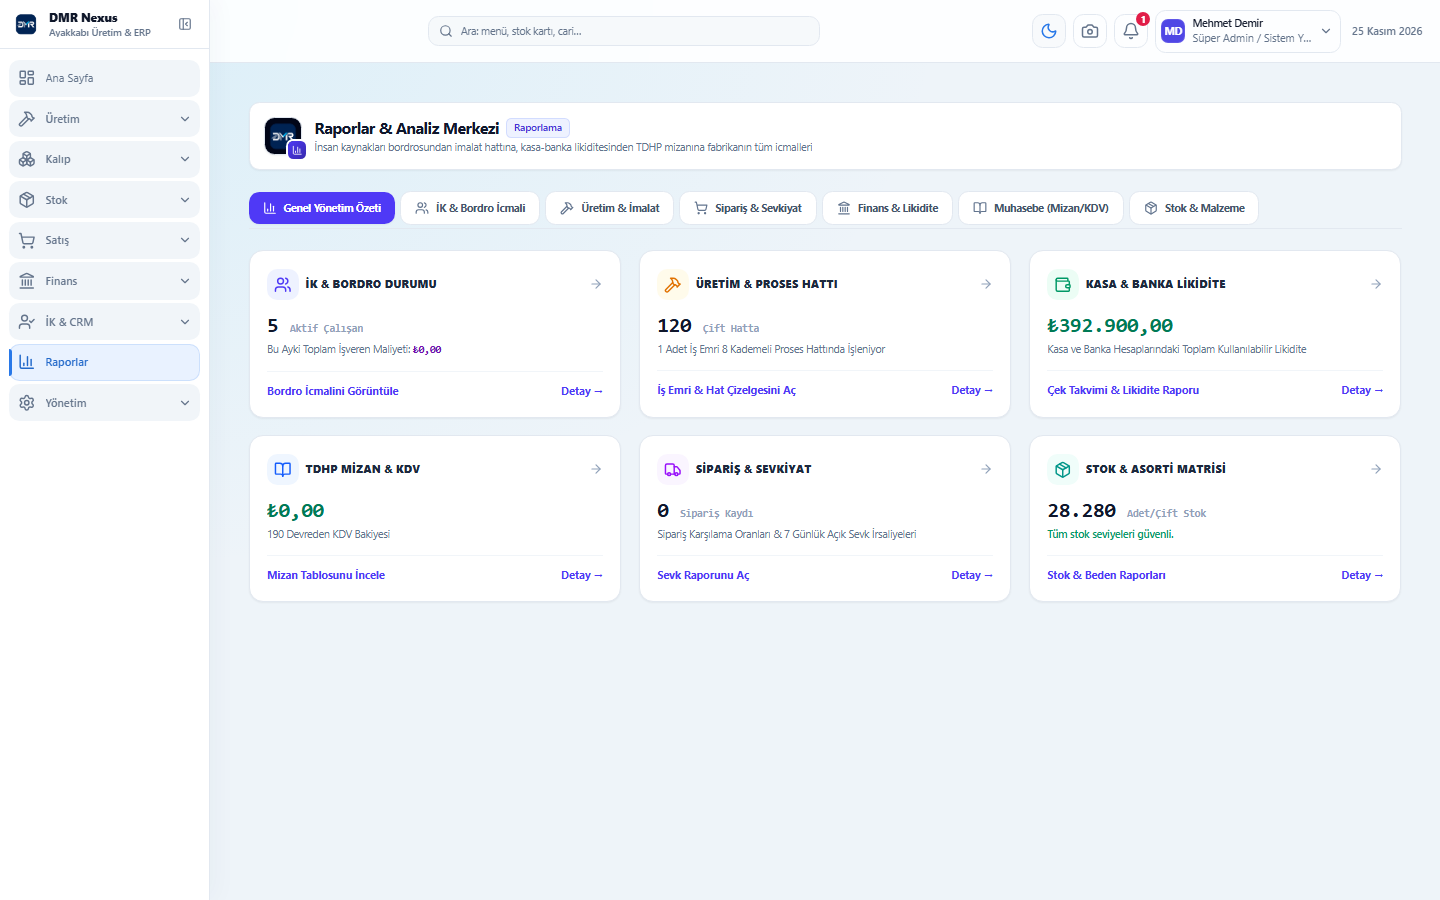 DMR Nexus
Ayakkabı Üretim & ERP
Ara: menü, stok kartı, cari...
1
MD
Mehmet Demir
Süper Admin / Sistem Y...
25 Kasım 2026
Ana Sayfa
Üretim
Kalıp
Stok
Satış
Finans
İK & CRM
Raporlar
Yönetim
DMR
Raporlar & Analiz Merkezi
Raporlama
İnsan kaynakları bordrosundan imalat hattına, kasa-banka likiditesinden TDHP mizanına fabrikanın tüm icmalleri
Genel Yönetim Özeti
İK & Bordro İcmali
Üretim & İmalat
Sipariş & Sevkiyat
Finans & Likidite
Muhasebe (Mizan/KDV)
Stok & Malzeme
İK & BORDRO DURUMU
5 Aktif Çalışan
Bu Ayki Toplam İşveren Maliyeti: ₺0,00
Bordro İcmalini Görüntüle
Detay →
ÜRETİM & PROSES HATTI
120 Çift Hatta
1 Adet İş Emri 8 Kademeli Proses Hattında İşleniyor
İş Emri & Hat Çizelgesini Aç
Detay →
KASA & BANKA LİKİDİTE
₺392.900,00
Kasa ve Banka Hesaplarındaki Toplam Kullanılabilir Likidite
Çek Takvimi & Likidite Raporu
Detay →
TDHP MİZAN & KDV
₺0,00
190 Devreden KDV Bakiyesi
Mizan Tablosunu İncele
Detay →
SİPARİŞ & SEVKİYAT
0 Sipariş Kaydı
Sipariş Karşılama Oranları & 7 Günlük Açık Sevk İrsaliyeleri
Sevk Raporunu Aç
Detay →
STOK & ASORTİ MATRİSİ
28.280 Adet/Çift Stok
Tüm stok seviyeleri güvenli.
Stok & Beden Raporları
Detay →